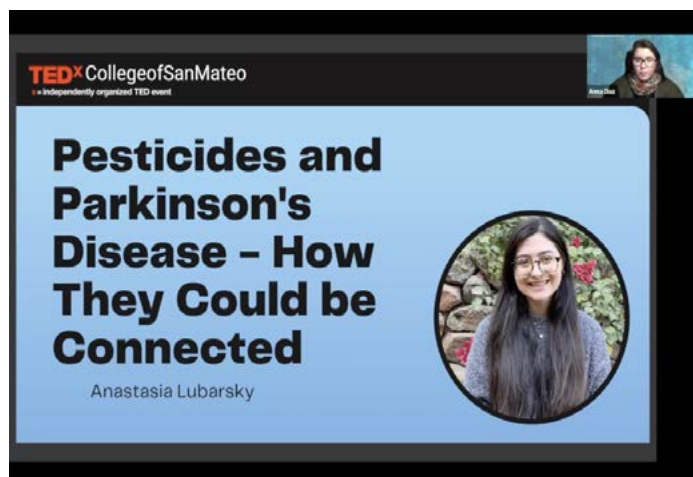 TEDx CollegeofSanMateo
x = independently organized TED event
Pesticides and
Parkinson's
Disease – How
They Could be
Connected
Anastasia Lubarsky